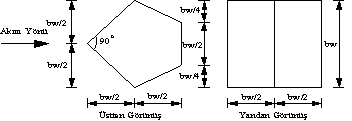 Akım Yönü
bw/2
bw/2
90°
bw/4
bw/2
bw/4
bw
bw/2 bw/2
bw/2 bw/2
Üstten Görünüş
Yandan Görünüş